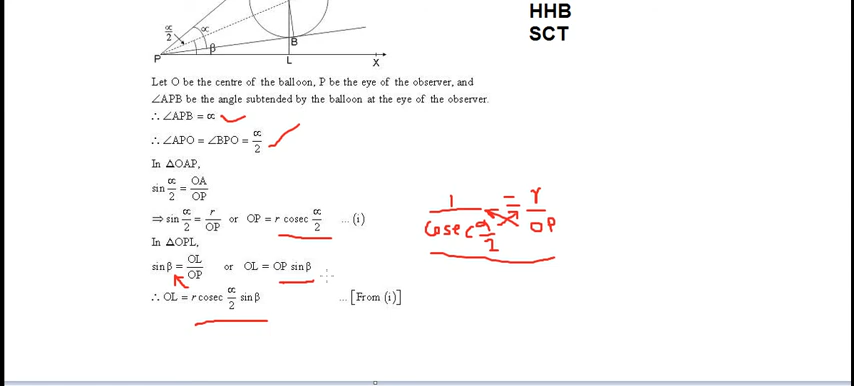 HHB
SCT
α/2 α β
B
P L X
Let O be the centre of the balloon, P be the eye of the observer, and
∠APB be the angle subtended by the balloon at the eye of the observer.
∴ ∠APB = α
∴ ∠APO = ∠BPO = α/2
In ΔOAP,
sin α/2 = OA/OP
⇒ sin α/2 = r/OP or OP = r cosec α/2 ... (i)
In ΔOPL,
sinβ = OL/OP or OL = OP sinβ
∴ OL = r cosec α/2 sinβ ... [From (i)]
1/cosec α/2 = r/OP